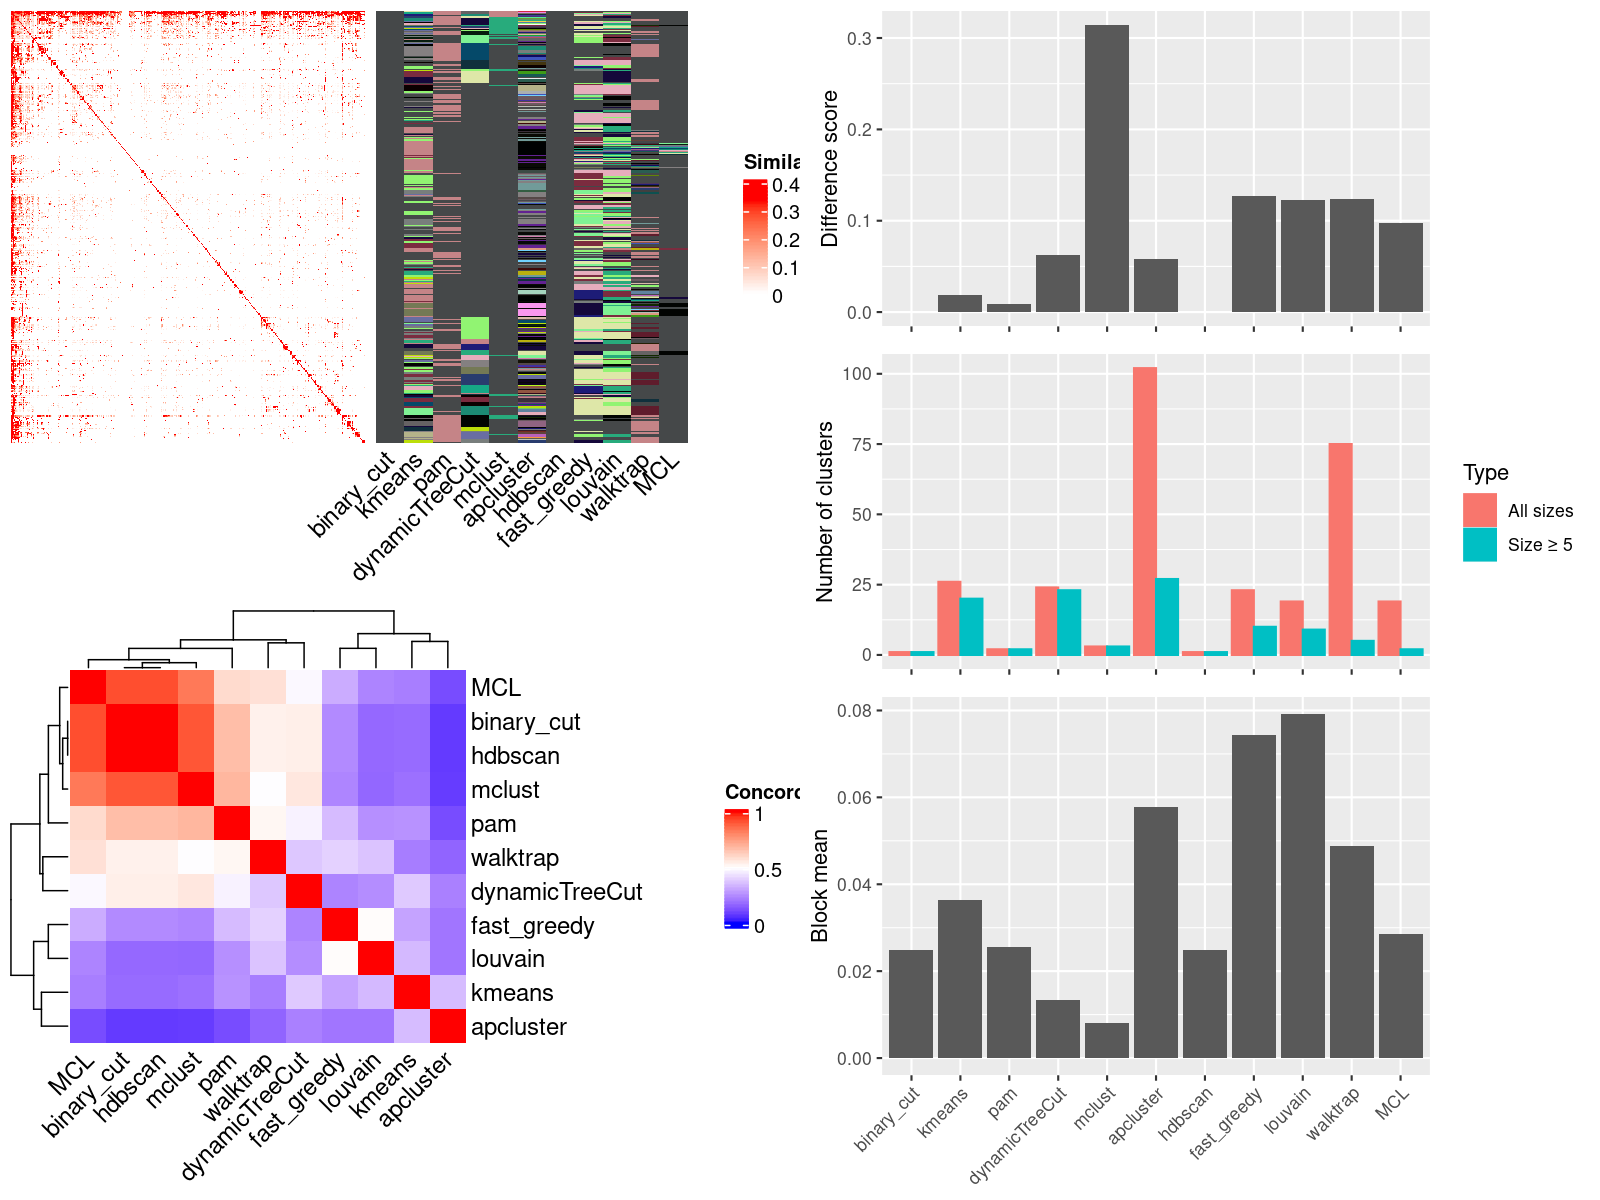 Simila
0.4
0.3
0.2
0.1
0
binary_cut
kmeans
pam
dynamicTreeCut
mclust
apcluster
hdbscan
fast_greedy
louvain
walktrap
MCL
MCL
binary_cut
hdbscan
mclust
pam
walktrap
dynamicTreeCut
fast_greedy
louvain
kmeans
apcluster
Concord
1
0.5
0
MCL
binary_cut
hdbscan
mclust
pam
walktrap
dynamicTreeCut
fast_greedy
louvain
kmeans
apcluster
Difference score
0.3
0.2
0.1
0.0
Number of clusters
100
75
50
25
0
Type
All sizes
Size ≥ 5
Block mean
0.08
0.06
0.04
0.02
0.00
binary_cut
kmeans
pam
dynamicTreeCut
mclust
apcluster
hdbscan
fast_greedy
louvain
walktrap
MCL